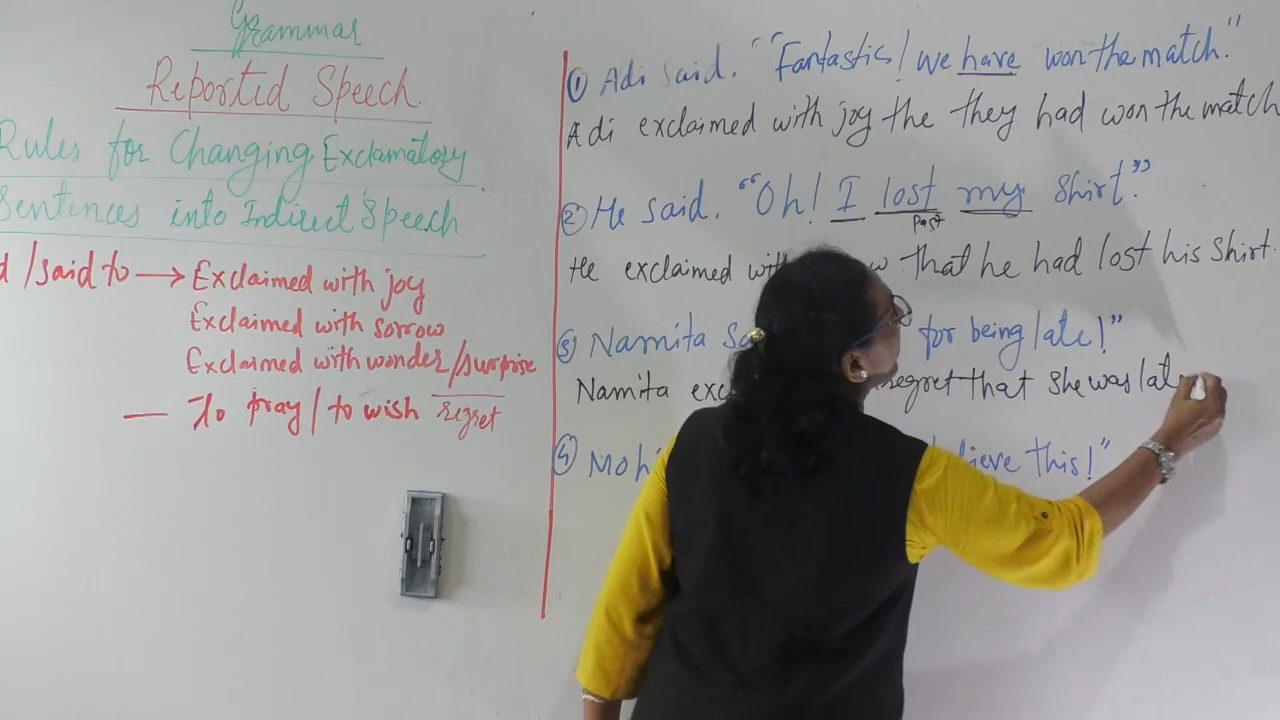 Grammar
Reported Speech
Rules for Changing Exclamatory
Sentences into Indirect Speech
/said to → Exclaimed with joy
Exclaimed with sorrow
Exclaimed with wonder/surprise
— To pray/to wish regret
① Adi said. "Fantastic! we have won the match."
Adi exclaimed with joy the they had won the match
② He said. "Oh! I lost my shirt."
Past
He exclaimed that he had lost his shirt.
③ Namita for being late!"
Namita regret that she was late
④ this!"